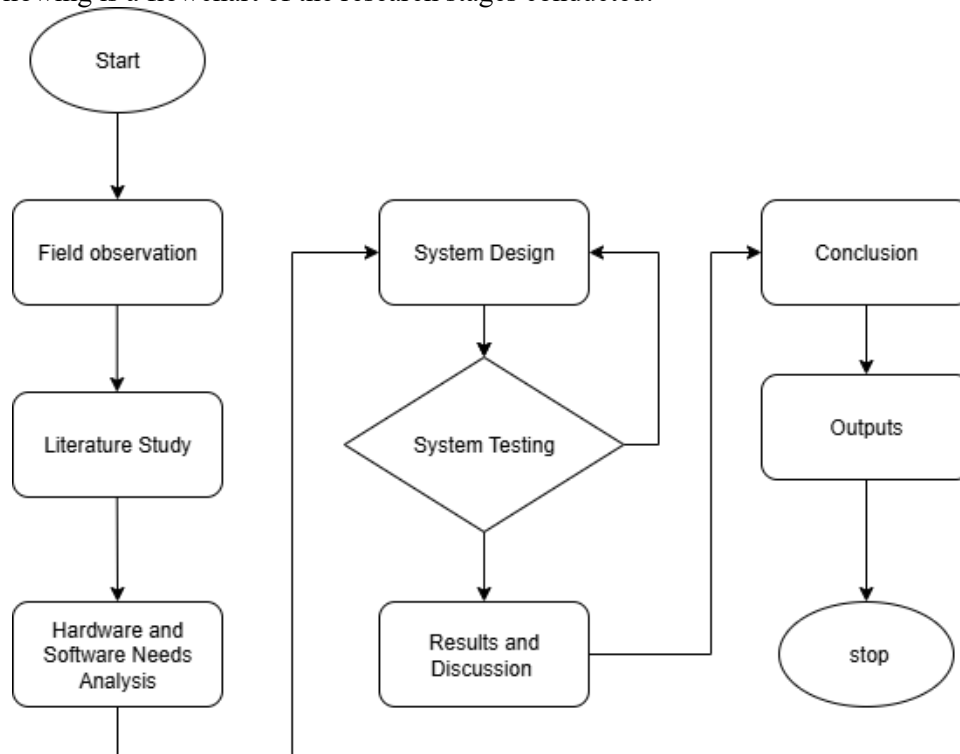 owing is a flowchart of the research stages conducted.
Start
Field observation
Literature Study
Hardware and
Software Needs
Analysis
System Design
System Testing
Results and
Discussion
Conclusion
Outputs
stop